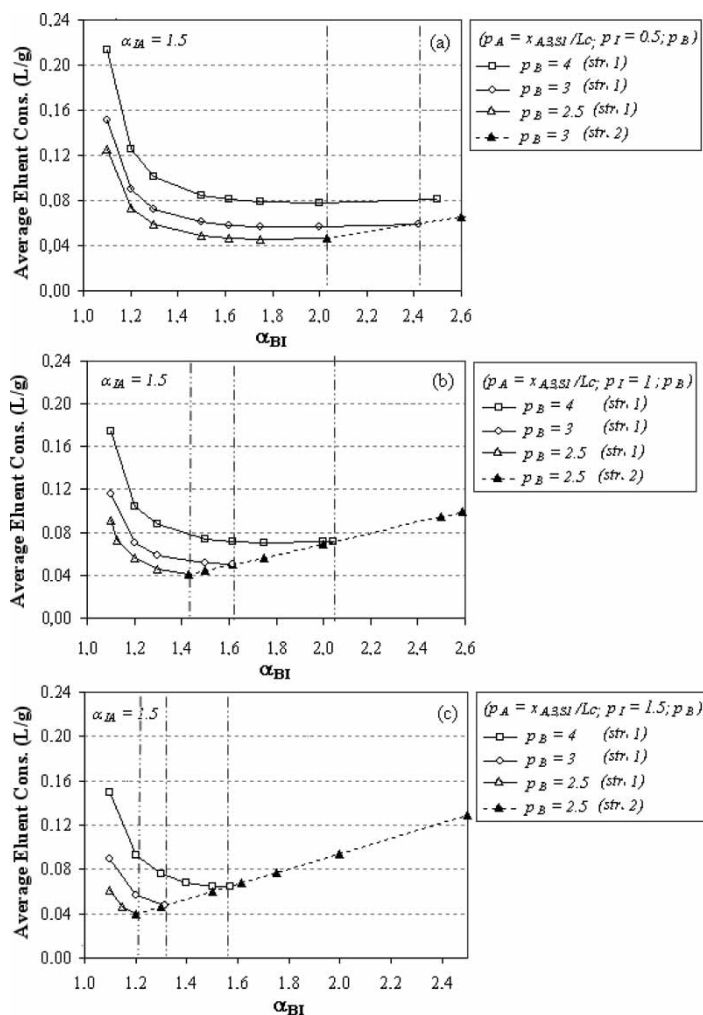 0.24
0.20
0.16
0.12
0.08
0.04
0.00
Average Eluent Cons. (L/g)
α_IA = 1.5
(a)
1.0 1.2 1.4 1.6 1.8 2.0 2.2 2.4 2.6
α_BI
(p_A = x_A,3,S1/Lc; p_I = 0.5; p_B)
p_B = 4 (str. 1)
p_B = 3 (str. 1)
p_B = 2.5 (str. 1)
p_B = 3 (str. 2)
0.24
0.20
0.16
0.12
0.08
0.04
0.00
Average Eluent Cons. (L/g)
α_IA = 1.5
(b)
1.0 1.2 1.4 1.6 1.8 2.0 2.2 2.4 2.6
α_BI
(p_A = x_A,3,S1/Lc; p_I = 1; p_B)
p_B = 4 (str. 1)
p_B = 3 (str. 1)
p_B = 2.5 (str. 1)
p_B = 2.5 (str. 2)
0.24
0.20
0.16
0.12
0.08
0.04
0.00
Average Eluent Cons. (L/g)
α_IA = 1.5
(c)
1.0 1.2 1.4 1.6 1.8 2.0 2.2 2.4
α_BI
(p_A = x_A,3,S1/Lc; p_I = 1.5; p_B)
p_B = 4 (str. 1)
p_B = 3 (str. 1)
p_B = 2.5 (str. 1)
p_B = 2.5 (str. 2)